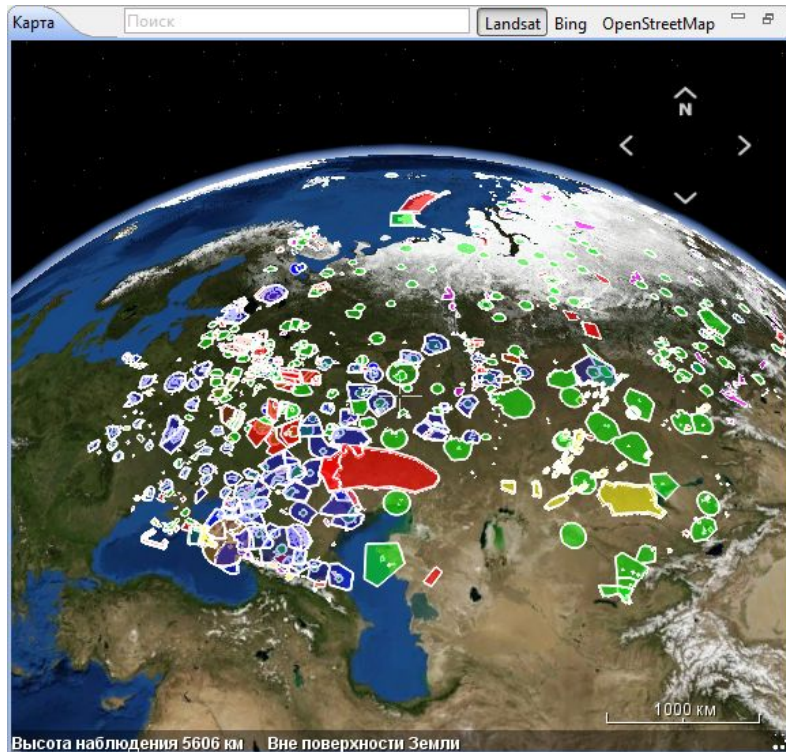 Карта
Поиск
Landsat Bing OpenStreetMap
N
1000 км
Высота наблюдения 5606 км Вне поверхности Земли